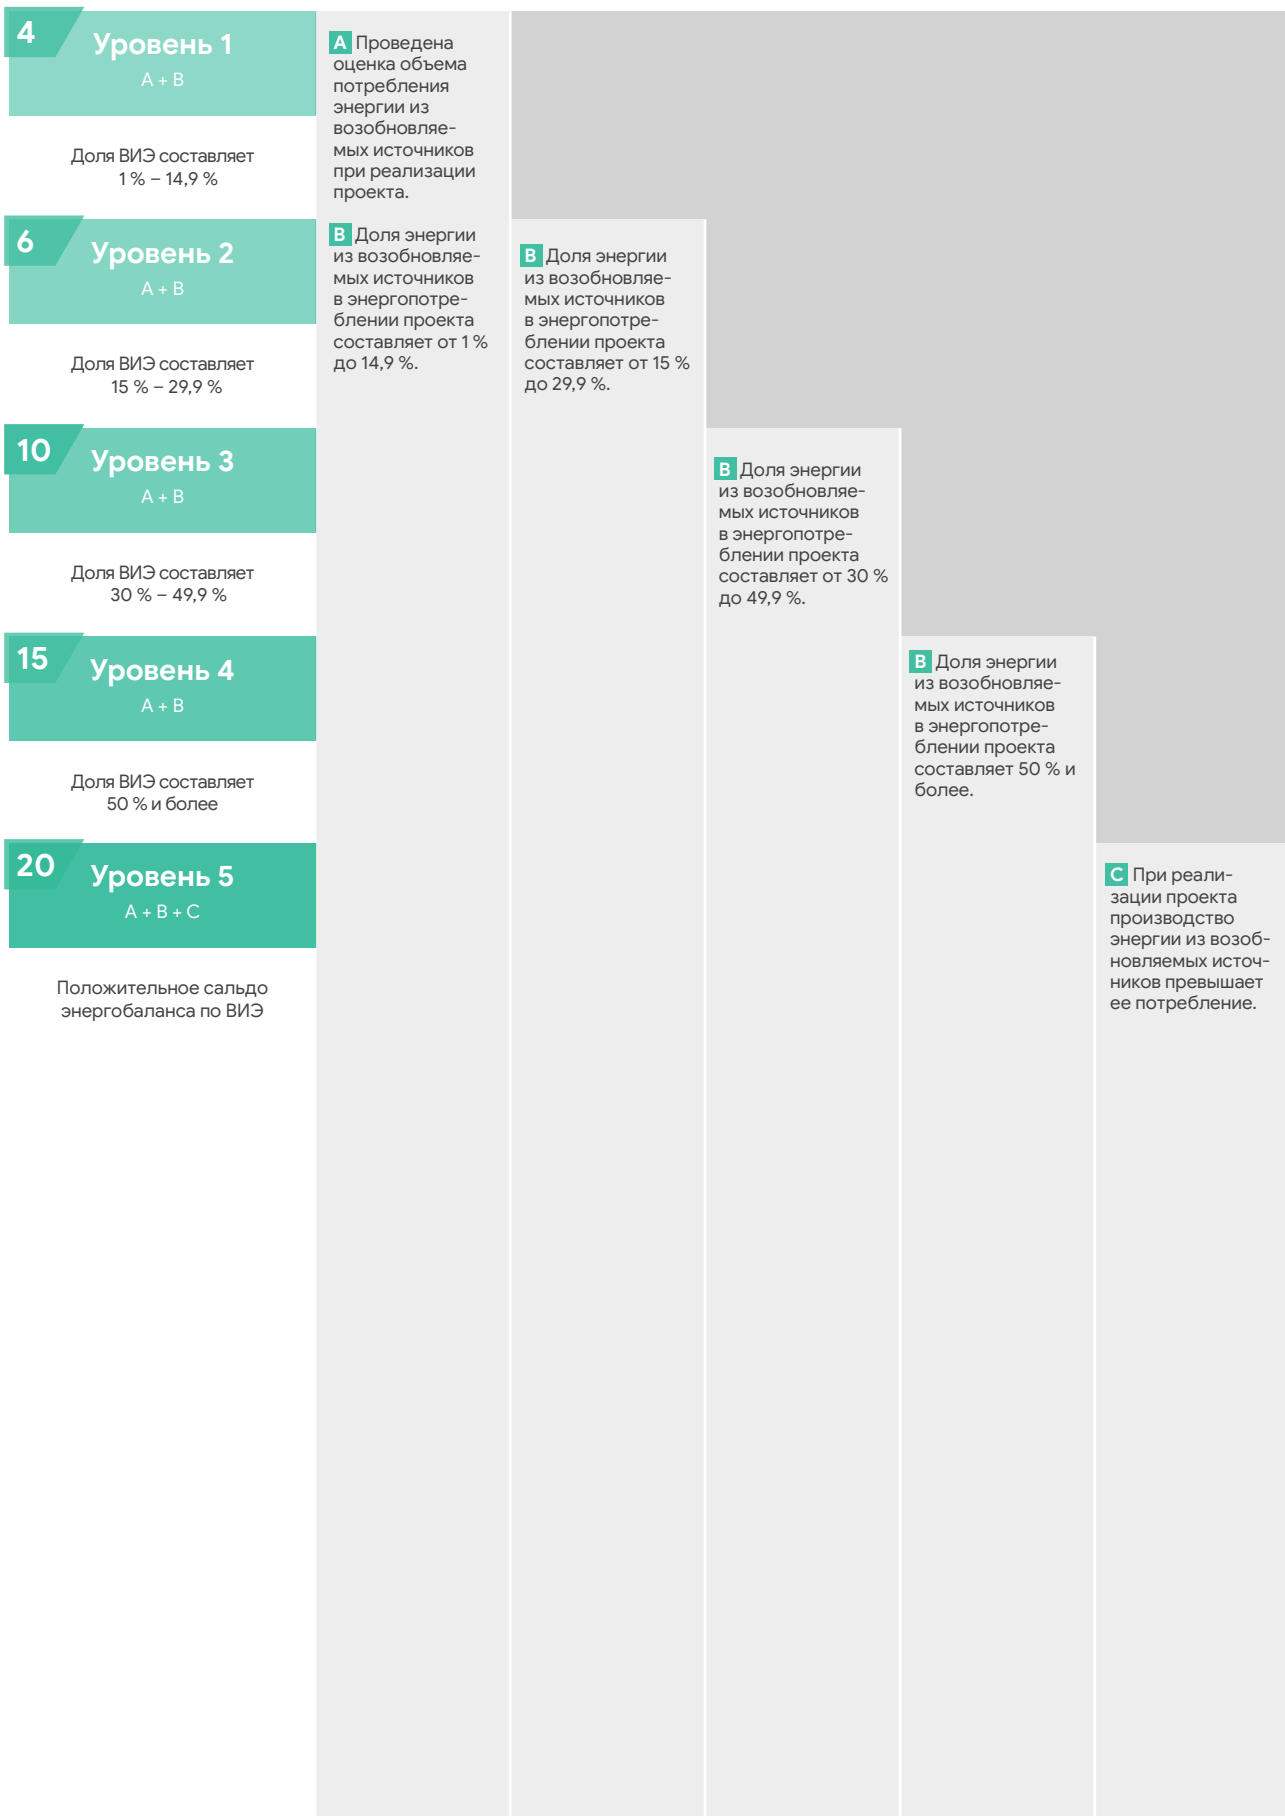 4
Уровень 1
A + B
Доля ВИЭ составляет
1 % – 14,9 %
A Проведена
оценка объема
потребления
энергии из
возобновляе-
мых источников
при реализации
проекта.
6
Уровень 2
A + B
Доля ВИЭ составляет
15 % – 29,9 %
B Доля энергии
из возобновляе-
мых источников
в энергопотре-
блении проекта
составляет от 1 %
до 14,9 %.
B Доля энергии
из возобновляе-
мых источников
в энергопотре-
блении проекта
составляет от 15 %
до 29,9 %.
10
Уровень 3
A + B
Доля ВИЭ составляет
30 % – 49,9 %
B Доля энергии
из возобновляе-
мых источников
в энергопотре-
блении проекта
составляет от 30 %
до 49,9 %.
15
Уровень 4
A + B
Доля ВИЭ составляет
50 % и более
B Доля энергии
из возобновляе-
мых источников
в энергопотре-
блении проекта
составляет 50 % и
более.
20
Уровень 5
A + B + C
Положительное сальдо
энергобаланса по ВИЭ
C При реали-
зации проекта
производство
энергии из возоб-
новляемых источ-
ников превышает
ее потребление.